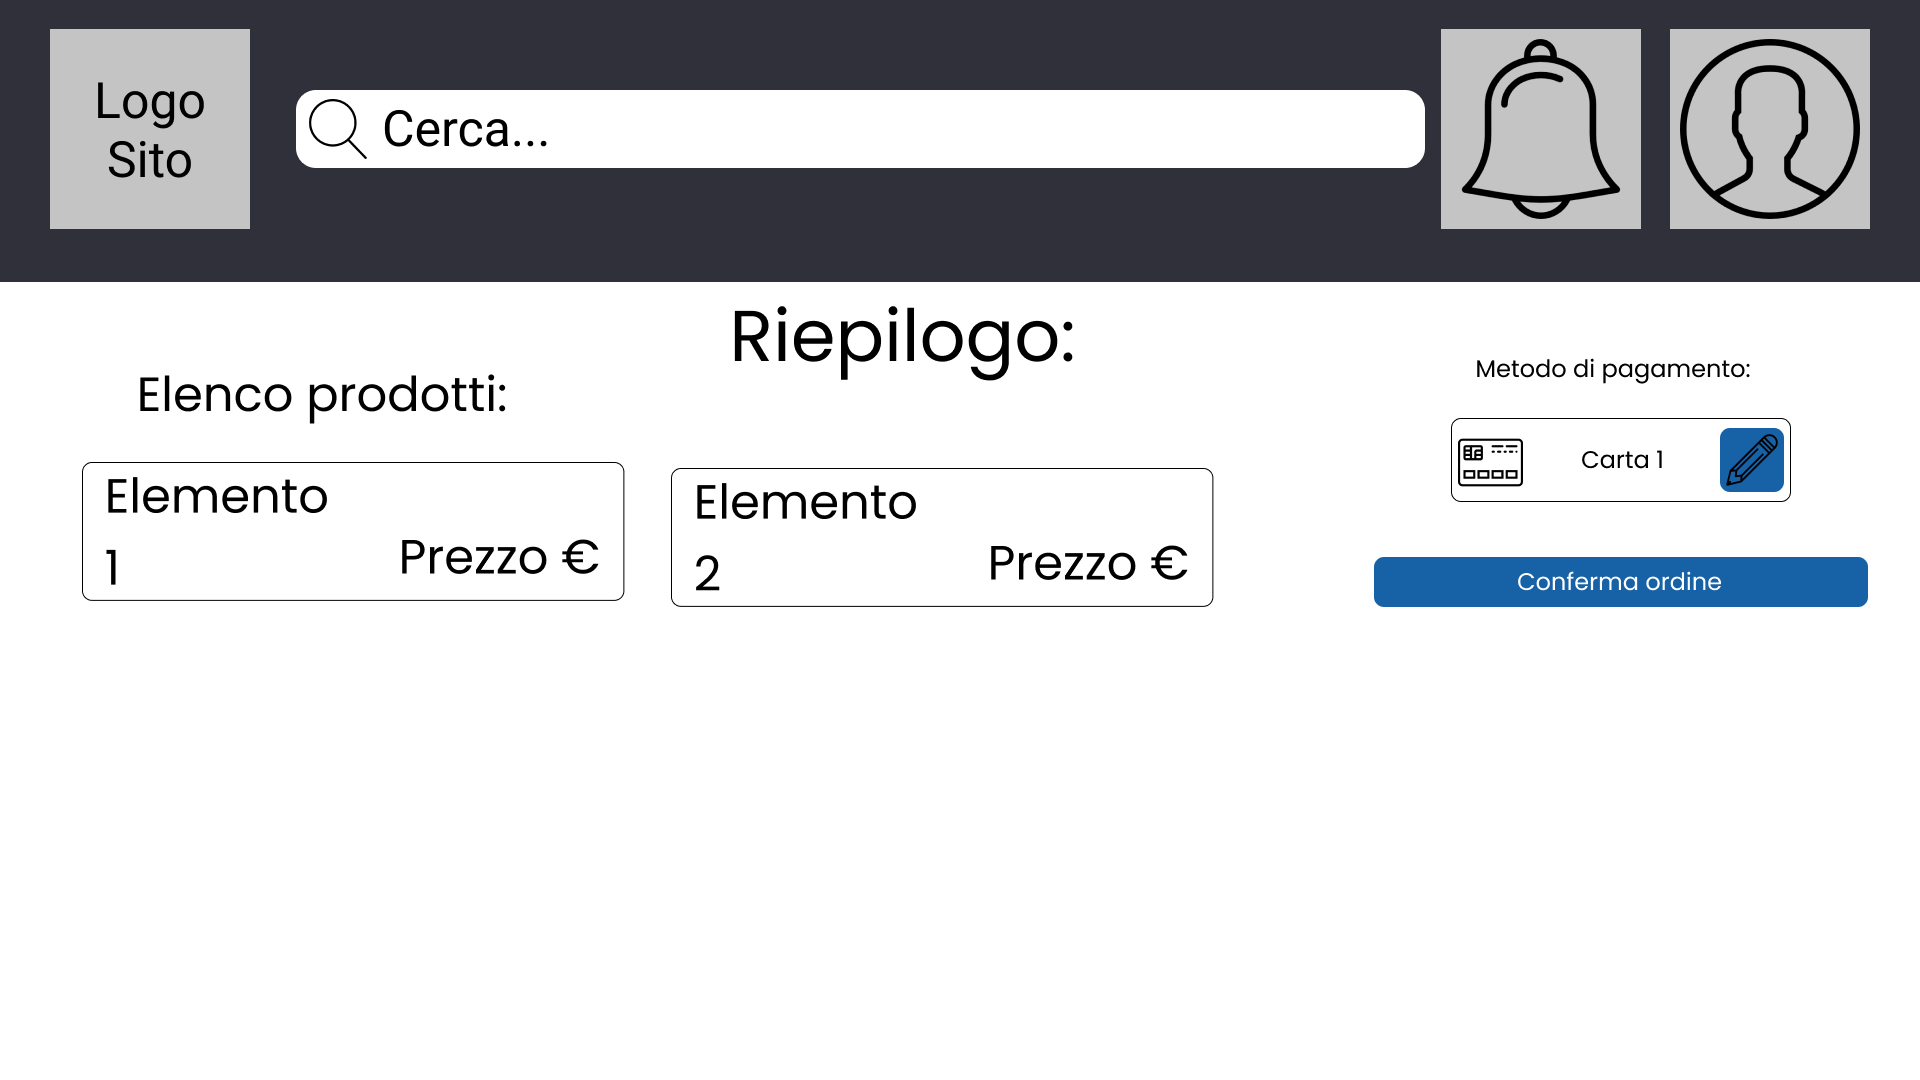 Logo
Sito
Cerca...
Riepilogo:
Elenco prodotti:
Elemento
1
Prezzo €
Elemento
2
Prezzo €
Metodo di pagamento:
Carta 1
Conferma ordine